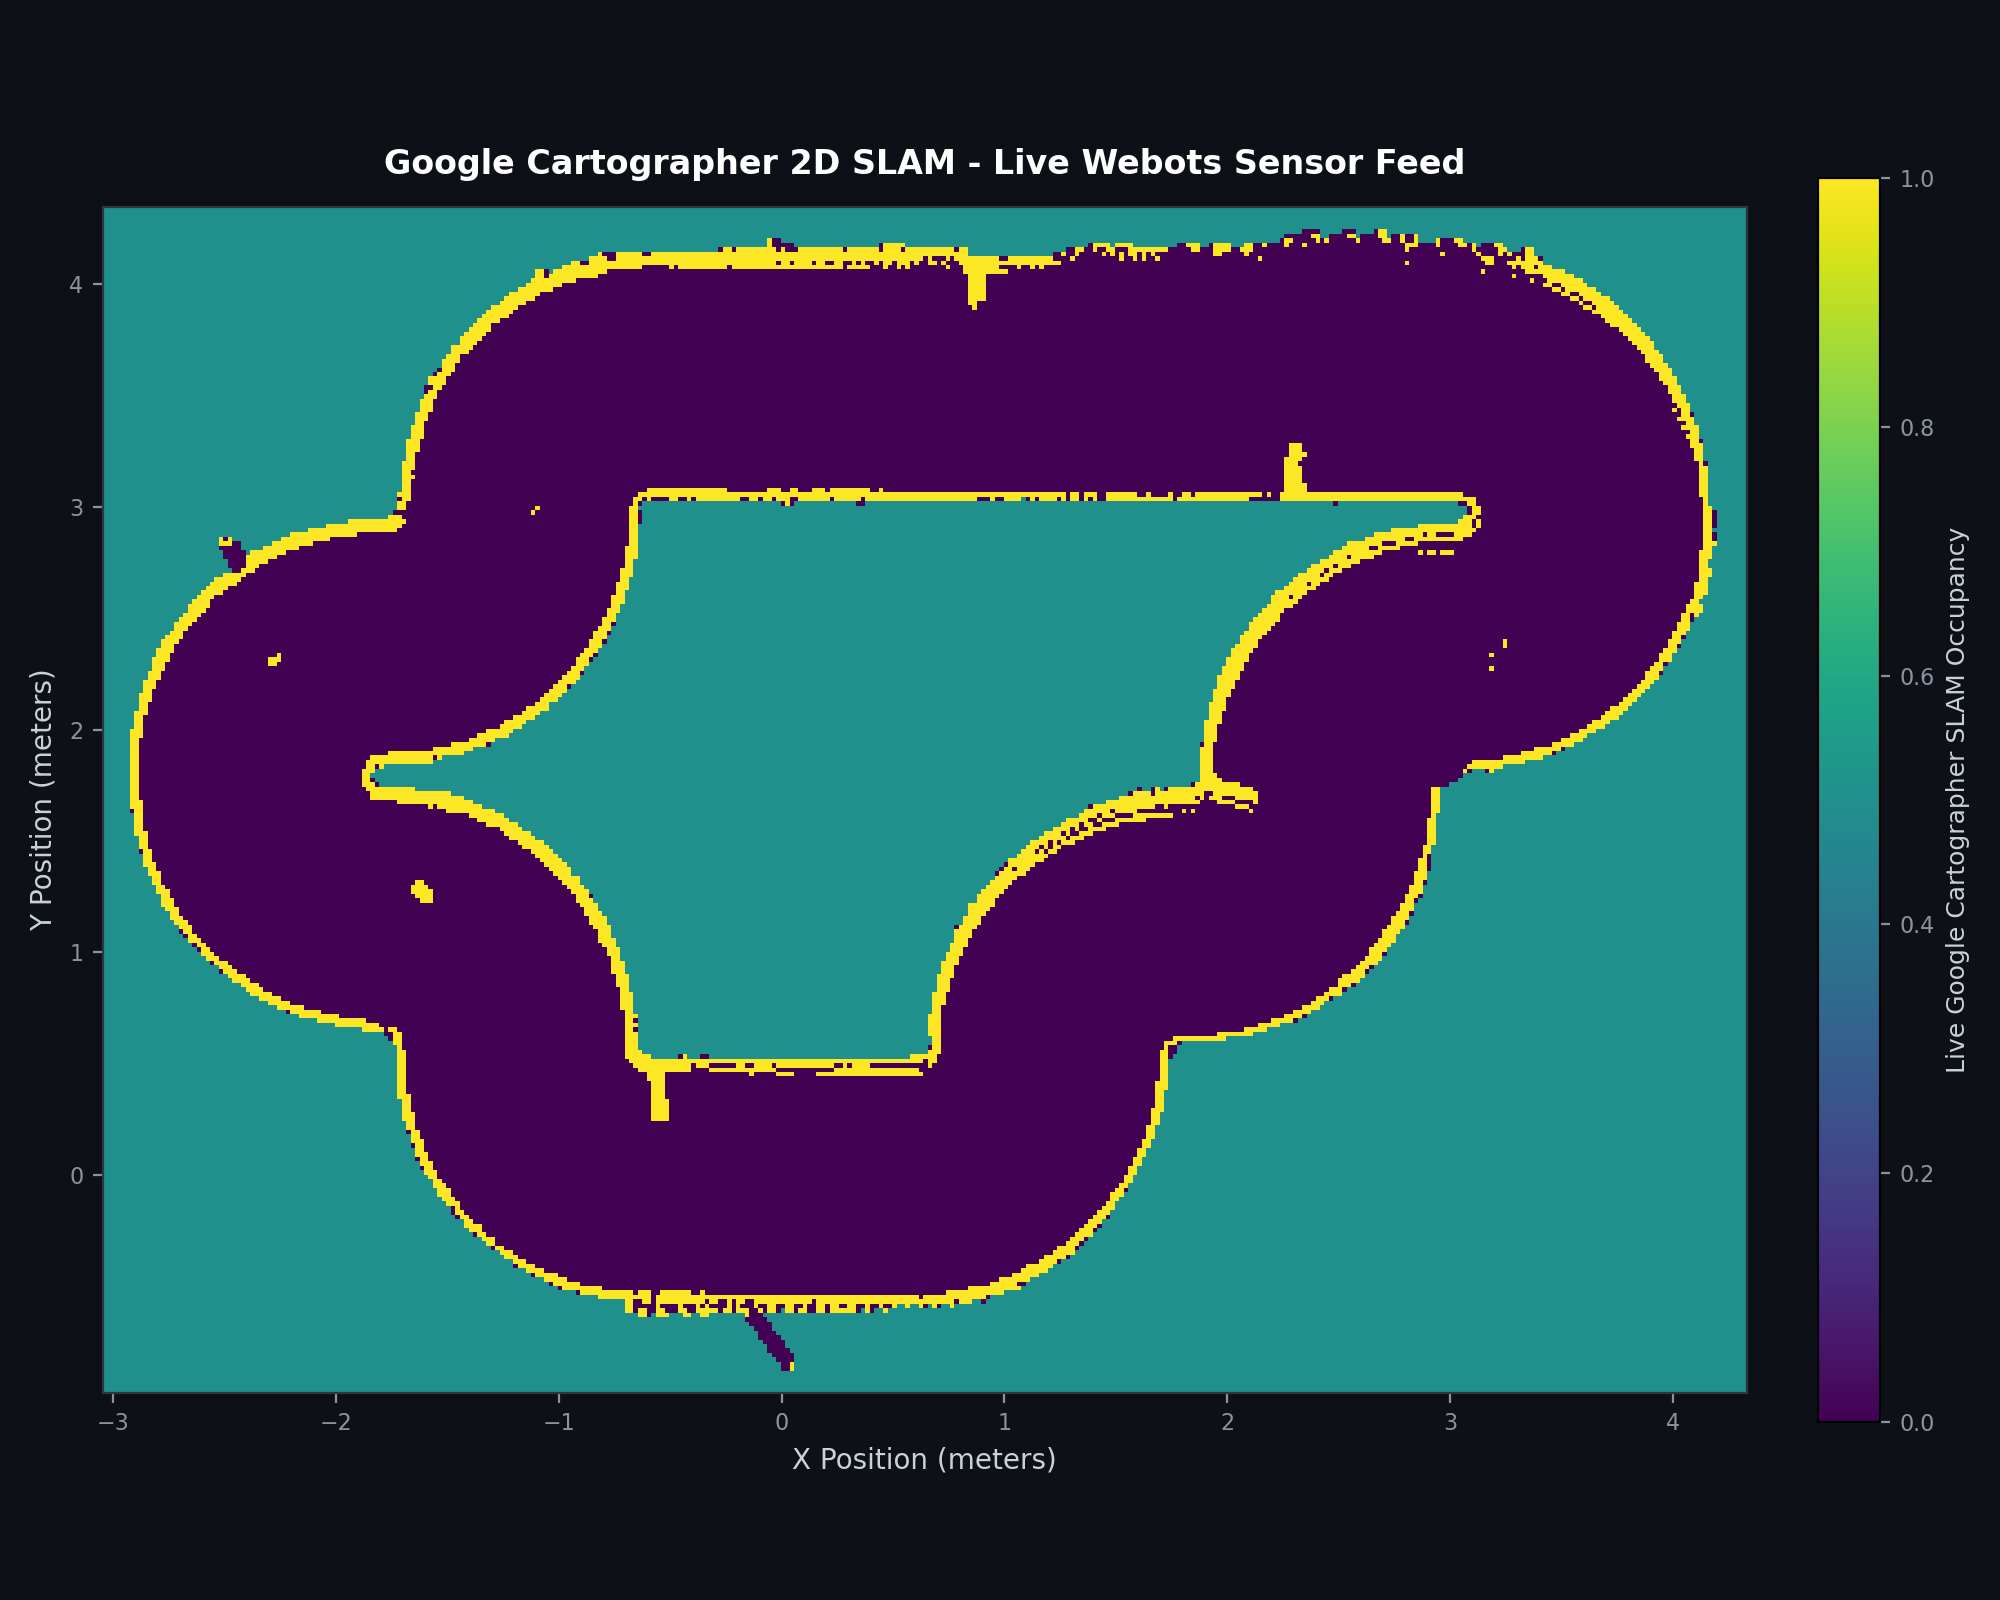 Google Cartographer 2D SLAM - Live Webots Sensor Feed
Y Position (meters)
4
3
2
1
0
−3 −2 −1 0 1 2 3 4
X Position (meters)
1.0
0.8
0.6
0.4
0.2
0.0
Live Google Cartographer SLAM Occupancy